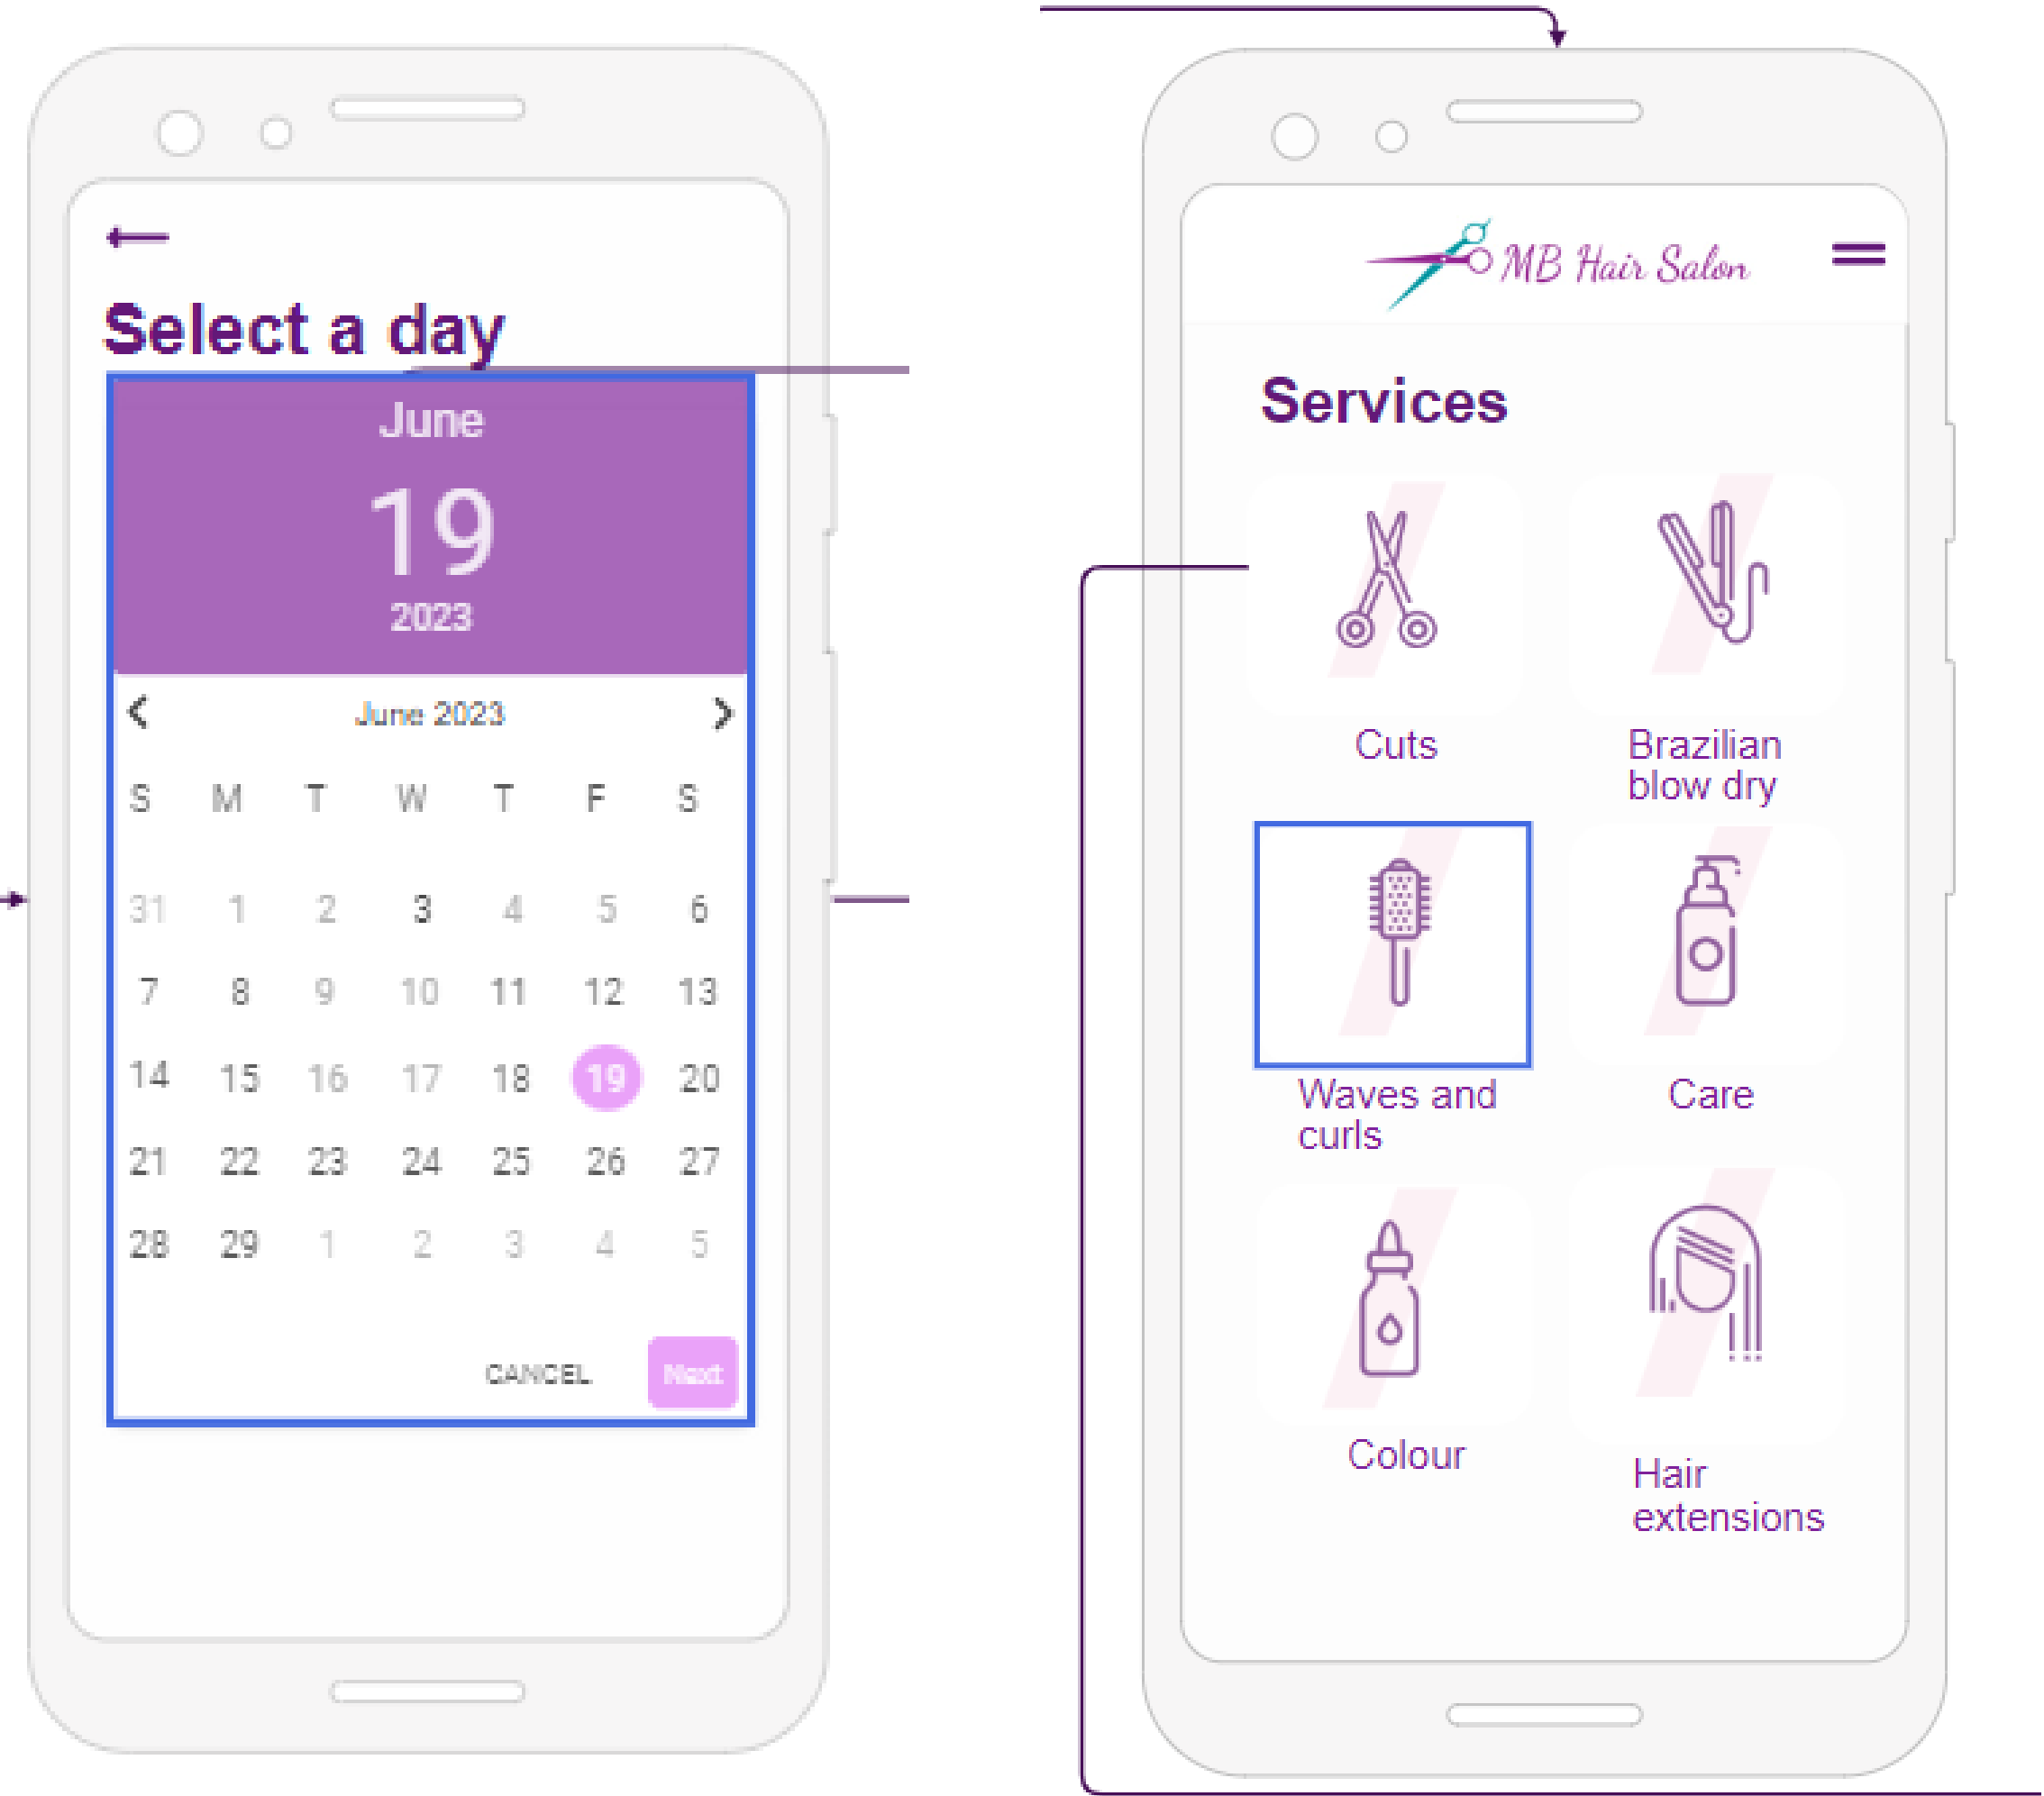 Select a day
June
19
2023
June 2023
S M T W T F S
31 1 2 3 4 5 6
7 8 9 10 11 12 13
14 15 16 17 18 19 20
21 22 23 24 25 26 27
28 29 1 2 3 4 5
CANCEL Next
MB Hair Salon
Services
Cuts
Brazilian
blow dry
Waves and
curls
Care
Colour
Hair
extensions